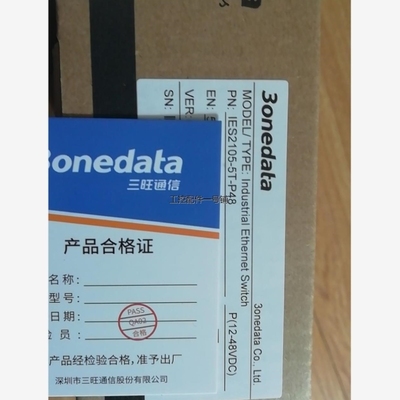 3onedata
MODEL/ TYPE: Industrial Ethernet Switch
PN: IES2105-5T-P48
P(12-48VDC)
EN:
VER
SN:
3onedata Co., Ltd.
3onedata
三旺通信
产品合格证
名称:
型号:
日期:
验员:
PASS
QA02
合格
产品经检验合格,准予出厂
深圳市三旺通信股份有限公司